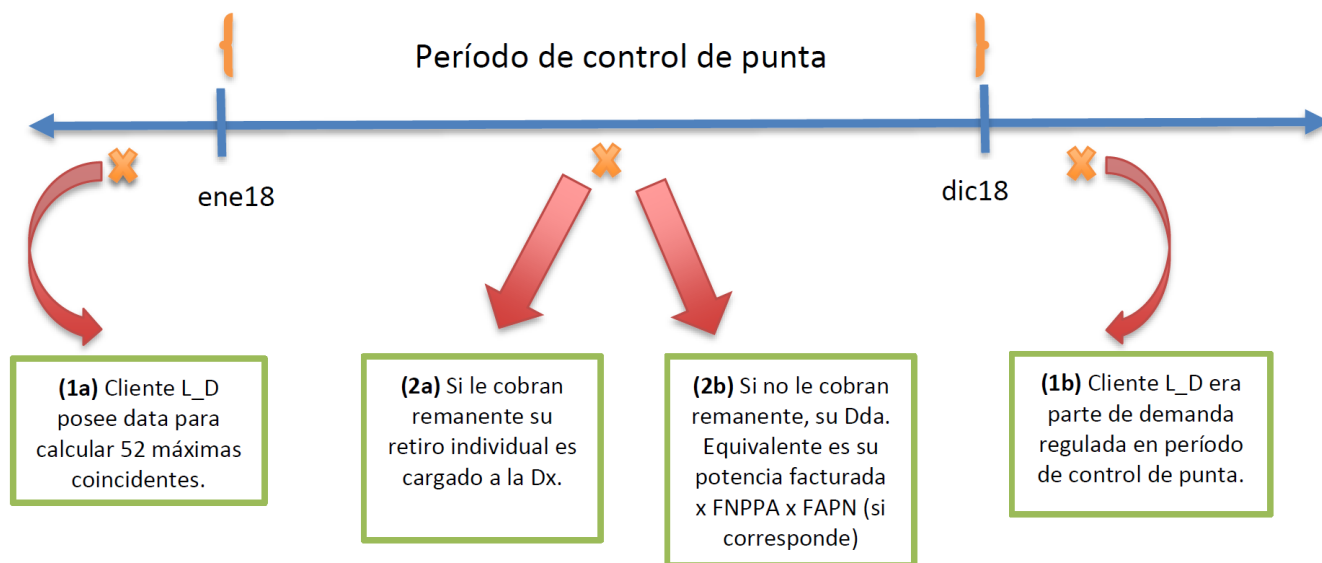 Período de control de punta
ene18
dic18
(1a) Cliente L_D
posee data para
calcular 52 máximas
coincidentes.
(2a) Si le cobran
remanente su
retiro individual es
cargado a la Dx.
(2b) Si no le cobran
remanente, su Dda.
Equivalente es su
potencia facturada
x FNPPA x FAPN (si
corresponde)
(1b) Cliente L_D era
parte de demanda
regulada en período
de control de punta.